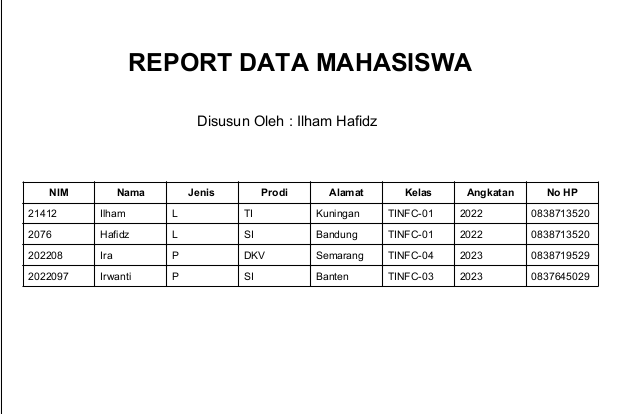 REPORT DATA MAHASISWA
Disusun Oleh : Ilham Hafidz
NIM Nama Jenis Prodi Alamat Kelas Angkatan No HP
21412 Ilham L TI Kuningan TINFC-01 2022 0838713520
2076 Hafidz L SI Bandung TINFC-01 2022 0838713520
202208 Ira P DKV Semarang TINFC-04 2023 0838719529
2022097 Irwanti P SI Banten TINFC-03 2023 0837645029